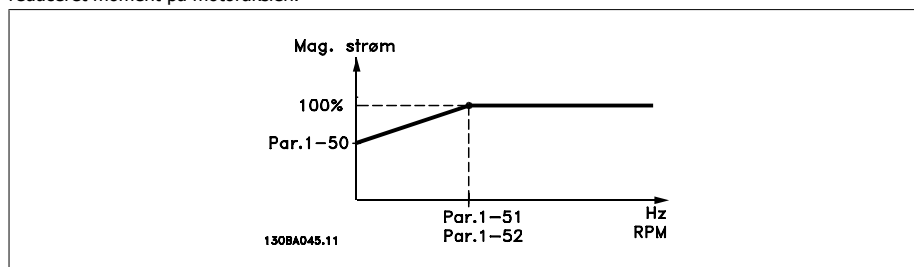 reduceret moment på motorakslen.
Mag. strøm
100%
Par.1-50
Par.1-51
Par.1-52
Hz
RPM
130BA045.11